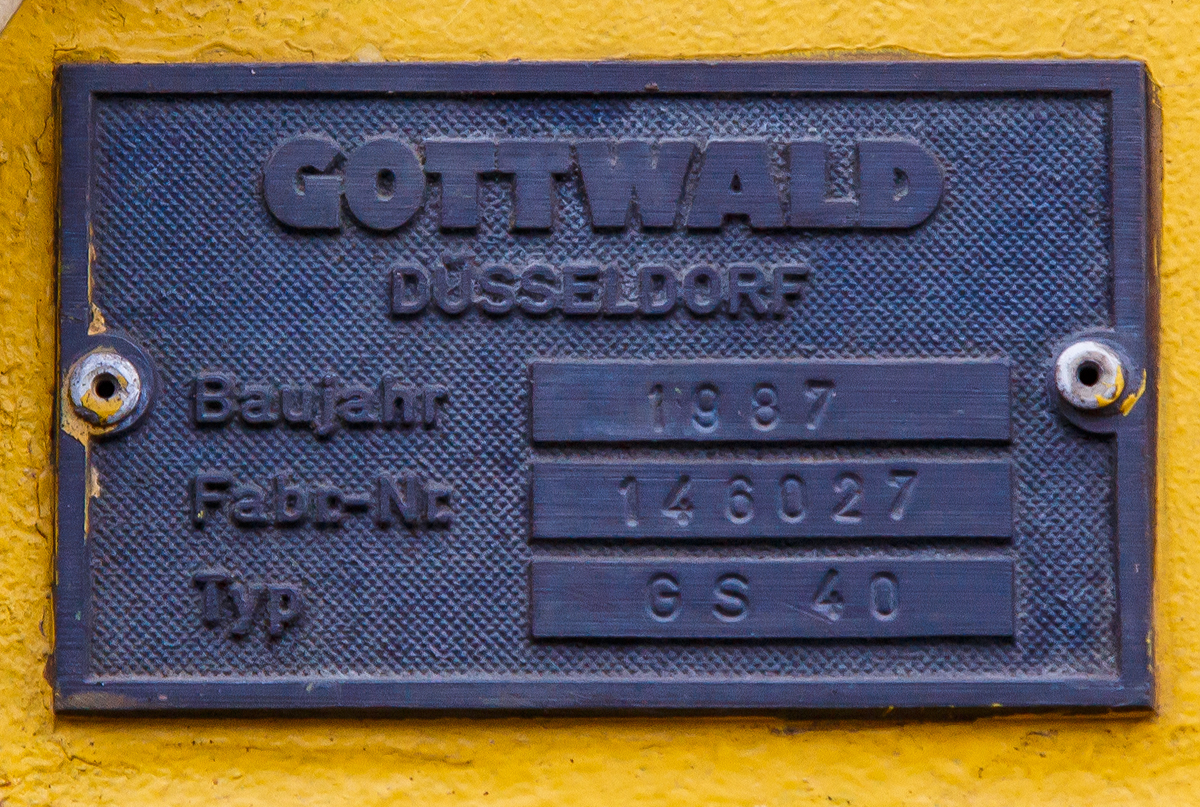 GOTTWALD
DÜSSELDORF
Baujahr 1987
Fabr.-Nr. 146027
Typ GS 40